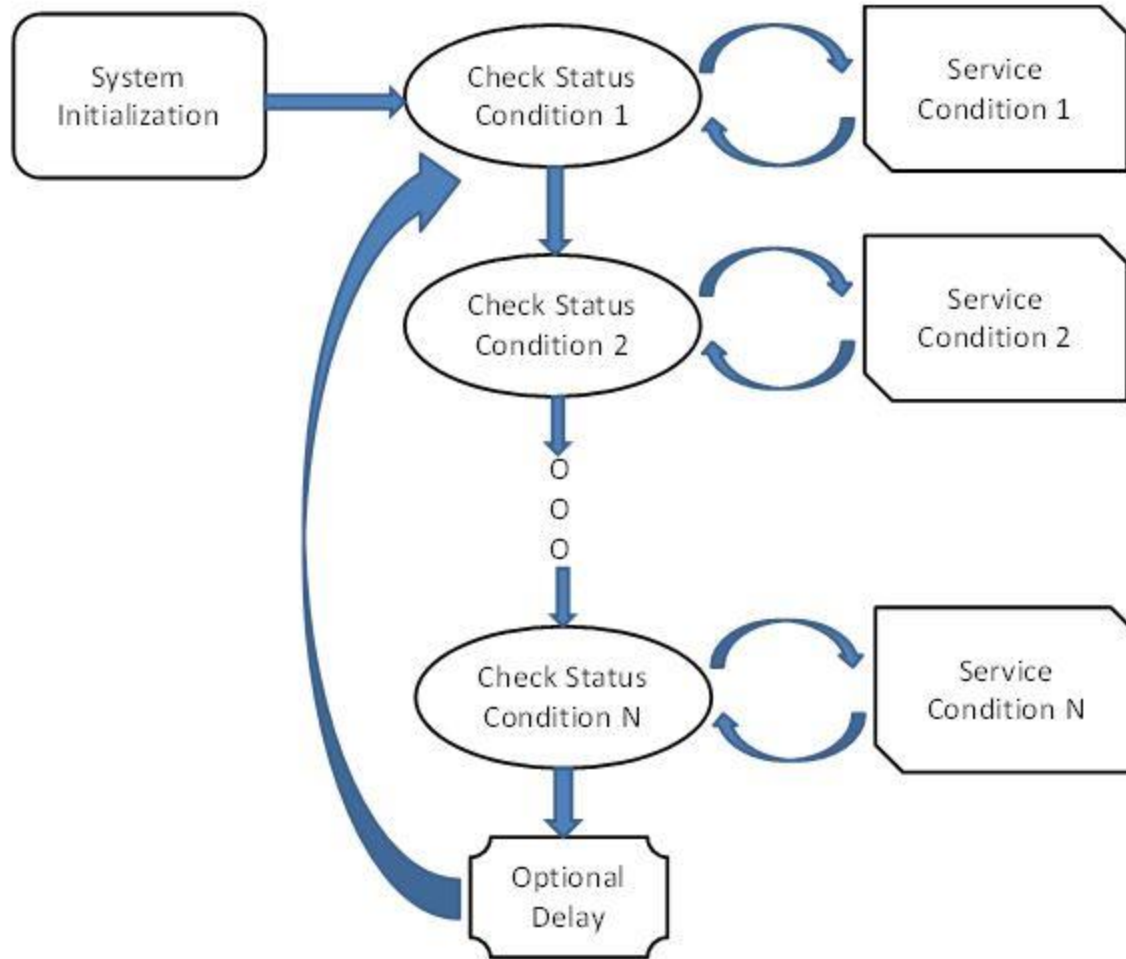 System
Initialization
Check Status
Condition 1
Service
Condition 1
Check Status
Condition 2
Service
Condition 2
O
O
O
Check Status
Condition N
Service
Condition N
Optional
Delay